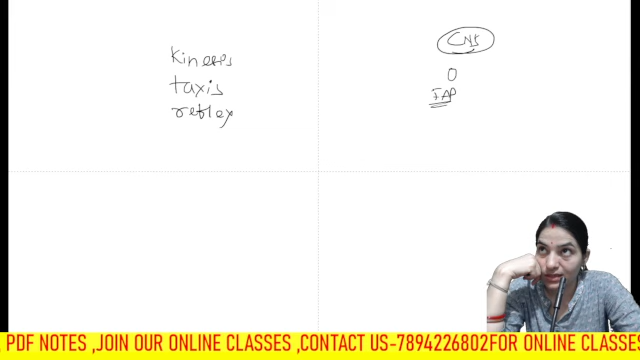 kinesis
taxis
reflex
CNS
0
FAP
PDF NOTES ,JOIN OUR ONLINE CLASSES ,CONTACT US-7894226802FOR ONLINE CLASSES